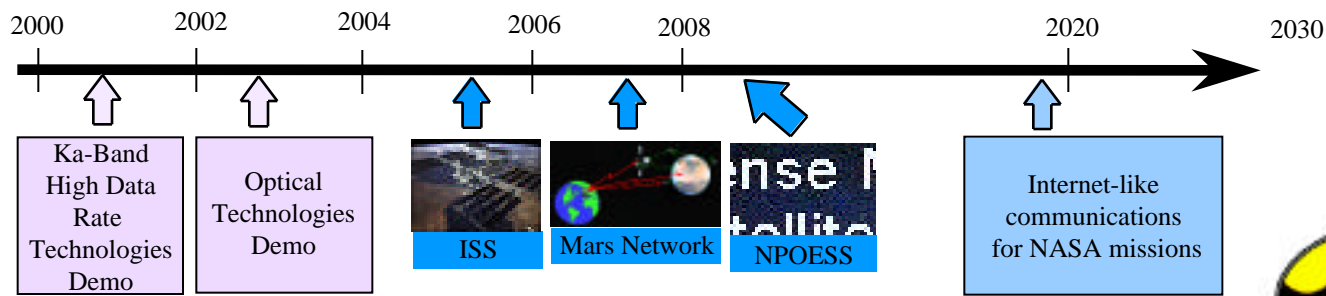 2000
2002
2004
2006
2008
2020
2030
Ka-Band
High Data
Rate
Technologies
Demo
Optical
Technologies
Demo
ISS
Mars Network
NPOESS
Internet-like
communications
for NASA missions